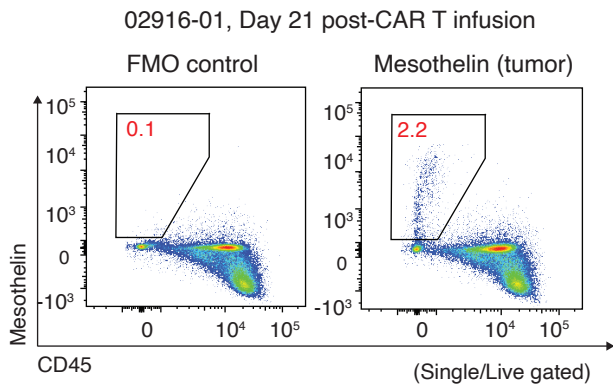 02916-01, Day 21 post-CAR T infusion
FMO control
Mesothelin (tumor)
10⁵
10⁴
10³
0
-10³
0.1
0 10⁴ 10⁵
10⁵
10⁴
10³
0
-10³
2.2
0 10⁴ 10⁵
Mesothelin
CD45
(Single/Live gated)